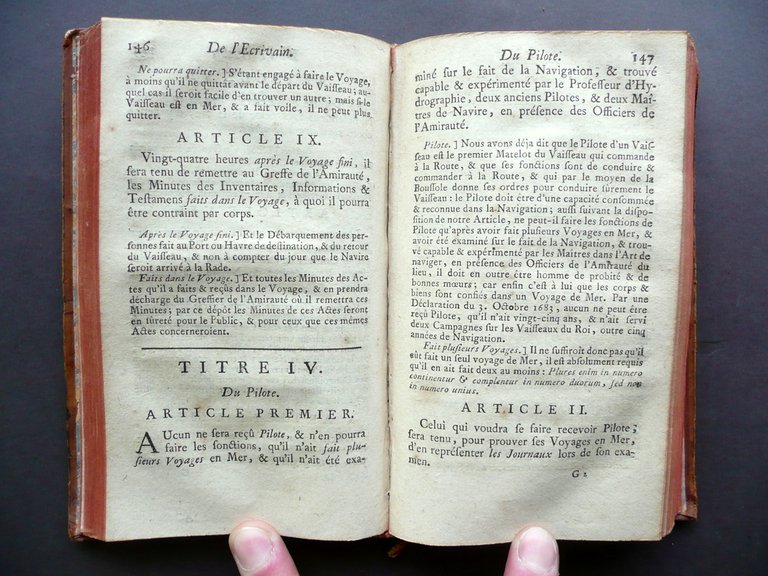 146 De l'Ecrivain.
Ne pourra quitter. ] S'étant engagé à faire le Voyage,
à moins qu'il ne quittât avant le départ du Vaisseau ; au-
quel cas il seroit facile d'en trouver un autre ; mais si le
Vaisseau est en Mer, & a fait voile, il ne peut plus
quitter.
ARTICLE IX.
Vingt-quatre heures après le Voyage fini, il
sera tenu de remettre au Greffe de l'Amirauté,
les Minutes des Inventaires, Informations &
Testamens faits dans le Voyage, à quoi il pourra
être contraint par corps.
Après le Voyage fini. ] Et le Débarquement des per-
sonnes fait au Port ou Havre de destination, & du retour
du Vaisseau, & non à compter du jour que le Navire
seroit arrivé à la Rade.
Faits dans le Voyage. ] Et toutes les Minutes des Ac-
tes qu'il a faits & reçus dans le Voyage, & en prendra
décharge du Greffier de l'Amirauté où il remettra ces
Minutes ; par ce dépôt les Minutes de ces Actes seront
en sûreté pour le Public, & pour ceux que ces mêmes
Actes concerneroient.
TITRE IV.
Du Pilote.
ARTICLE PREMIER.
AUcun ne sera reçû Pilote, & n'en pourra
faire les fonctions, qu'il n'ait fait plu-
sieurs Voyages en Mer, & qu'il n'ait été exa-
Du Pilote. 147
miné sur le fait de la Navigation, & trouvé
capable & expérimenté par le Professeur d'Hy-
drographie, deux anciens Pilotes, & deux Maî-
tres de Navire, en présence des Officiers de
l'Amirauté.
Pilote. ] Nous avons déja dit que le Pilote d'un Vais-
seau est le premier Matelot du Vaisseau qui commande
à la Route, & que ses fonctions sont de conduire &
commander à la Route, & qui par le moyen de la
Boussole donne ses ordres pour conduire sûrement le
Vaisseau : le Pilote doit être d'une capacité consommée
& reconnue dans la Navigation ; aussi suivant la dispo-
sition de notre Article, ne peut-il faire les fonctions de
Pilote qu'après avoir fait plusieurs Voyages en Mer, &
avoir été examiné sur le fait de la Navigation, & trou-
vé capable & expérimenté par les Maîtres dans l'Art de
naviger, en présence des Officiers de l'Amirauté du
lieu, il doit en outre être homme de probité & de
bonnes mœurs ; car enfin c'est à lui que les corps &
biens sont confiés dans un Voyage de Mer. Par une
Déclaration du 3. Octobre 1683, aucun ne peut être
reçû Pilote, qu'il n'ait vingt-cinq ans, & n'ait servi
deux Campagnes sur les Vaisseaux du Roi, outre cinq
années de Navigation.
Fait plusieurs Voyages. ] Il ne suffiroit donc pas qu'il
eût fait un seul voyage de Mer, il est absolument requis
qu'il en ait fait deux au moins : Plures enim in numero
continentur & complentur in numero duorum, sed non
in numero unius.
ARTICLE II.
Celui qui voudra se faire recevoir Pilote,
sera tenu, pour prouver ses Voyages en Mer,
d'en représenter les Journaux lors de son exa-
men.
G 2